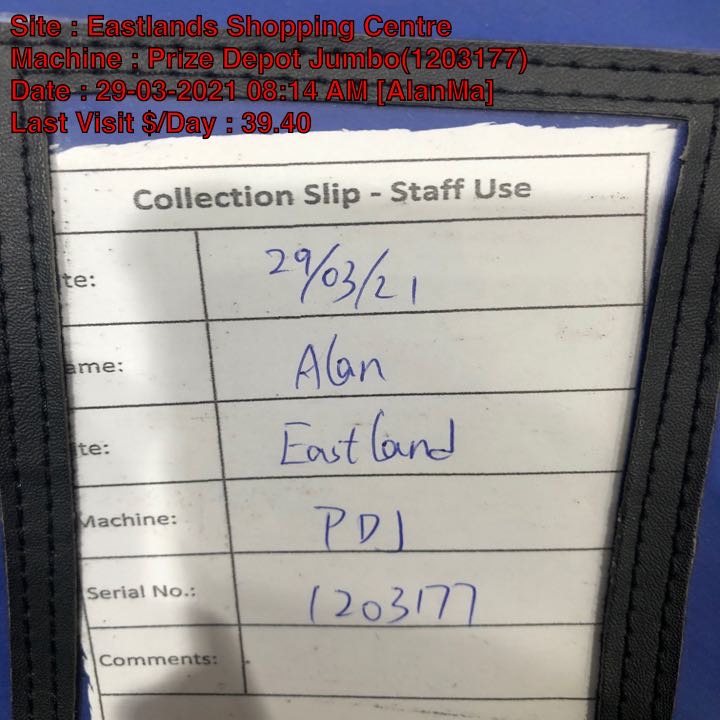 Site : Eastlands Shopping Centre
Machine : Prize Depot Jumbo(1203177)
Date : 29-03-2021 08:14 AM [AlanMa]
Last Visit $/Day : 39.40
Collection Slip - Staff Use
te: 29/03/21
ame: Alan
ite: Eastland
Machine: PDJ
Serial No.: 1203177
Comments: